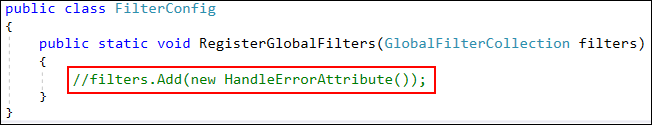 public class FilterConfig
{
public static void RegisterGlobalFilters(GlobalFilterCollection filters)
{
//filters.Add(new HandleErrorAttribute());
}
}